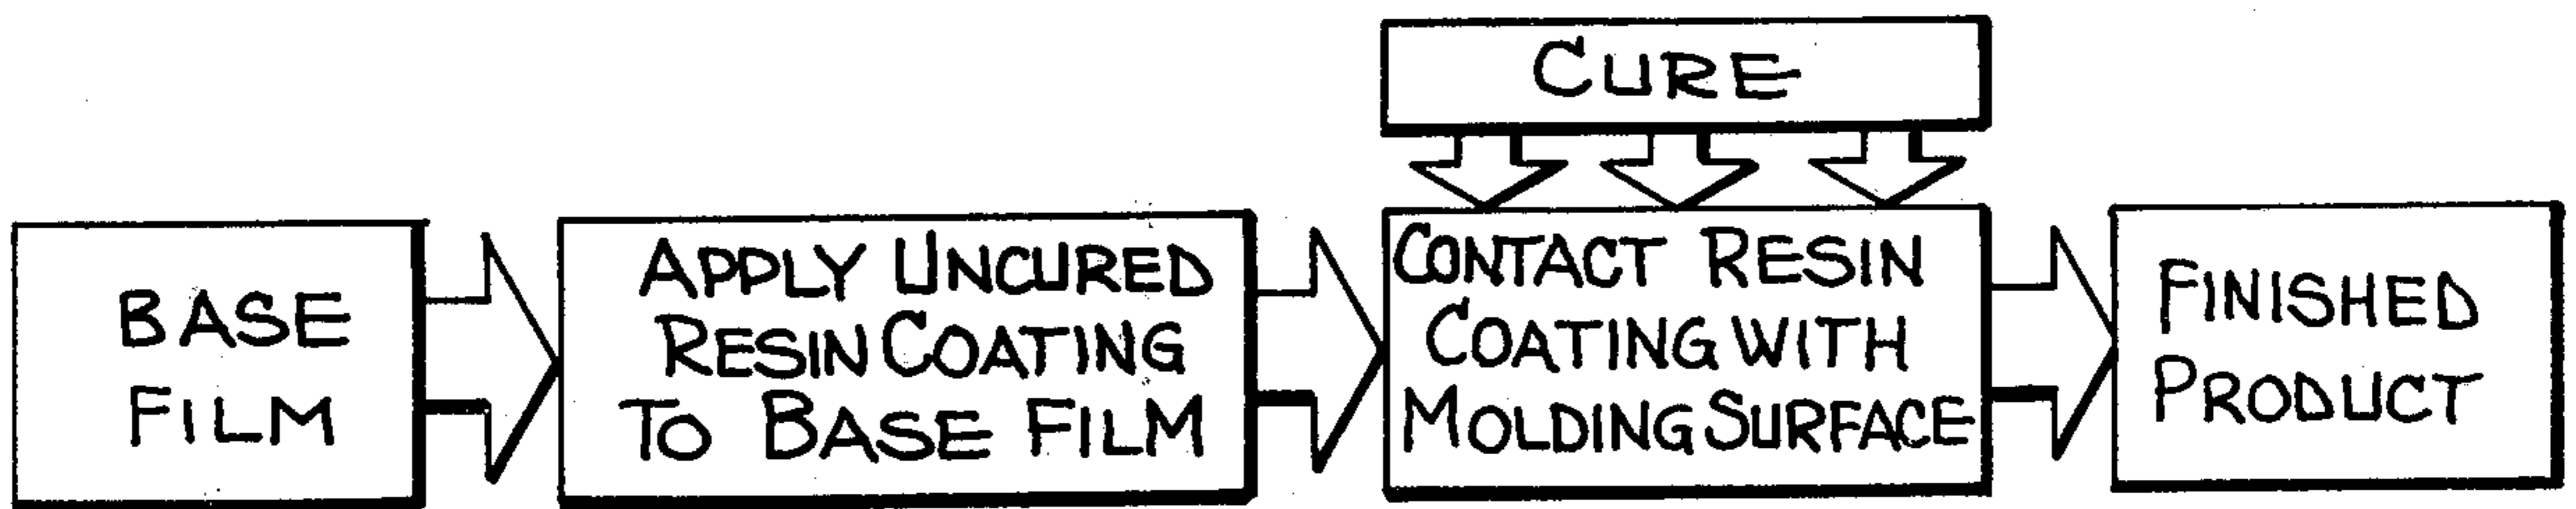 CURE
BASE
FILM
APPLY UNCURED
RESIN COATING
TO BASE FILM
CONTACT RESIN
COATING WITH
MOLDING SURFACE
FINISHED
PRODUCT